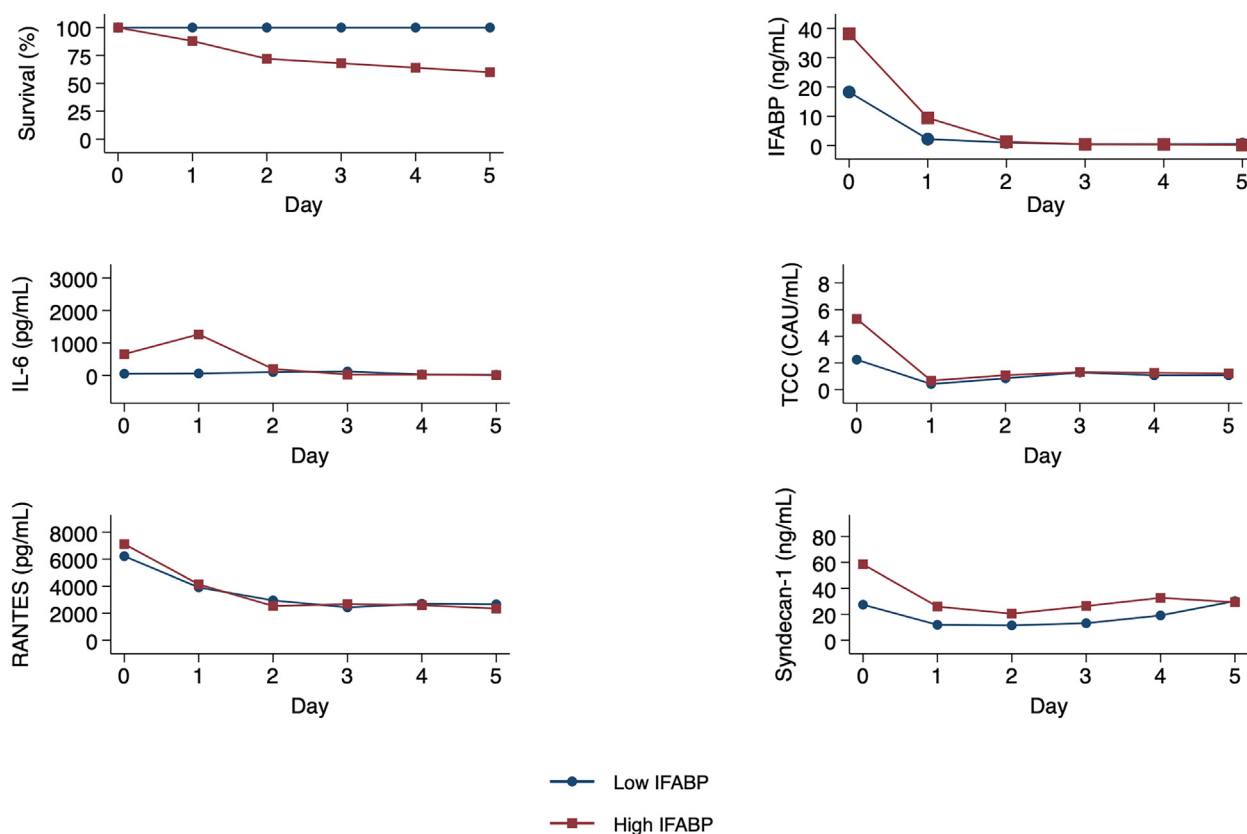 Survival (%)
100
75
50
25
0
0 1 2 3 4 5
Day
IFABP (ng/mL)
40
30
20
10
0
0 1 2 3 4 5
Day
IL-6 (pg/mL)
3000
2000
1000
0
0 1 2 3 4 5
Day
TCC (CAU/mL)
8
6
4
2
0
0 1 2 3 4 5
Day
RANTES (pg/mL)
8000
6000
4000
2000
0
0 1 2 3 4 5
Day
Syndecan-1 (ng/mL)
80
60
40
20
0
0 1 2 3 4 5
Day
Low IFABP
High IFABP